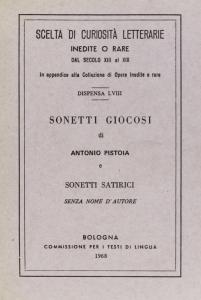 SCELTA DI CURIOSITÀ LETTERARIE
INEDITE O RARE
DAL SECOLO XIII al XIX
In appendice alla Collezione di Opere inedite e rare
DISPENSA LVIII
SONETTI GIOCOSI
di
ANTONIO PISTOIA
e
SONETTI SATIRICI
SENZA NOME D'AUTORE
BOLOGNA
COMMISSIONE PER I TESTI DI LINGUA
1968